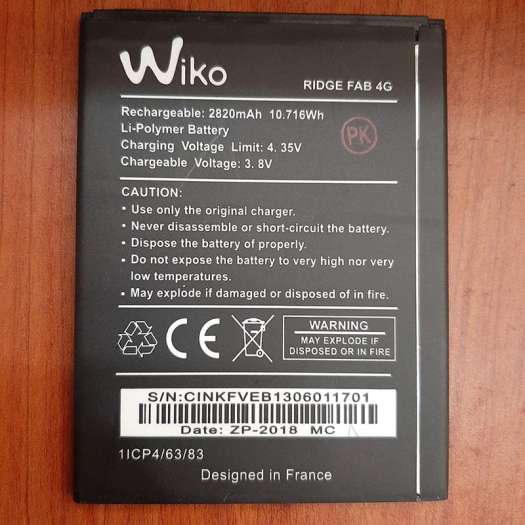 Wiko
RIDGE FAB 4G
Rechargeable: 2820mAh 10.716Wh
Li-Polymer Battery
Charging Voltage Limit: 4. 35V
Chargeable Voltage: 3. 8V
PK
CAUTION:
• Use only the original charger.
• Never disassemble or short-circuit the battery.
• Dispose the battery of properly.
• Do not expose the battery to very high nor very
low temperatures.
• May explode if damaged or disposed of in fire.
CE
WARNING
MAY EXPLODE IF
DISPOSED OR IN FIRE
S/N:CINKFVEB1306011701
Date: ZP-2018 MC
1ICP4/63/83
Designed in France